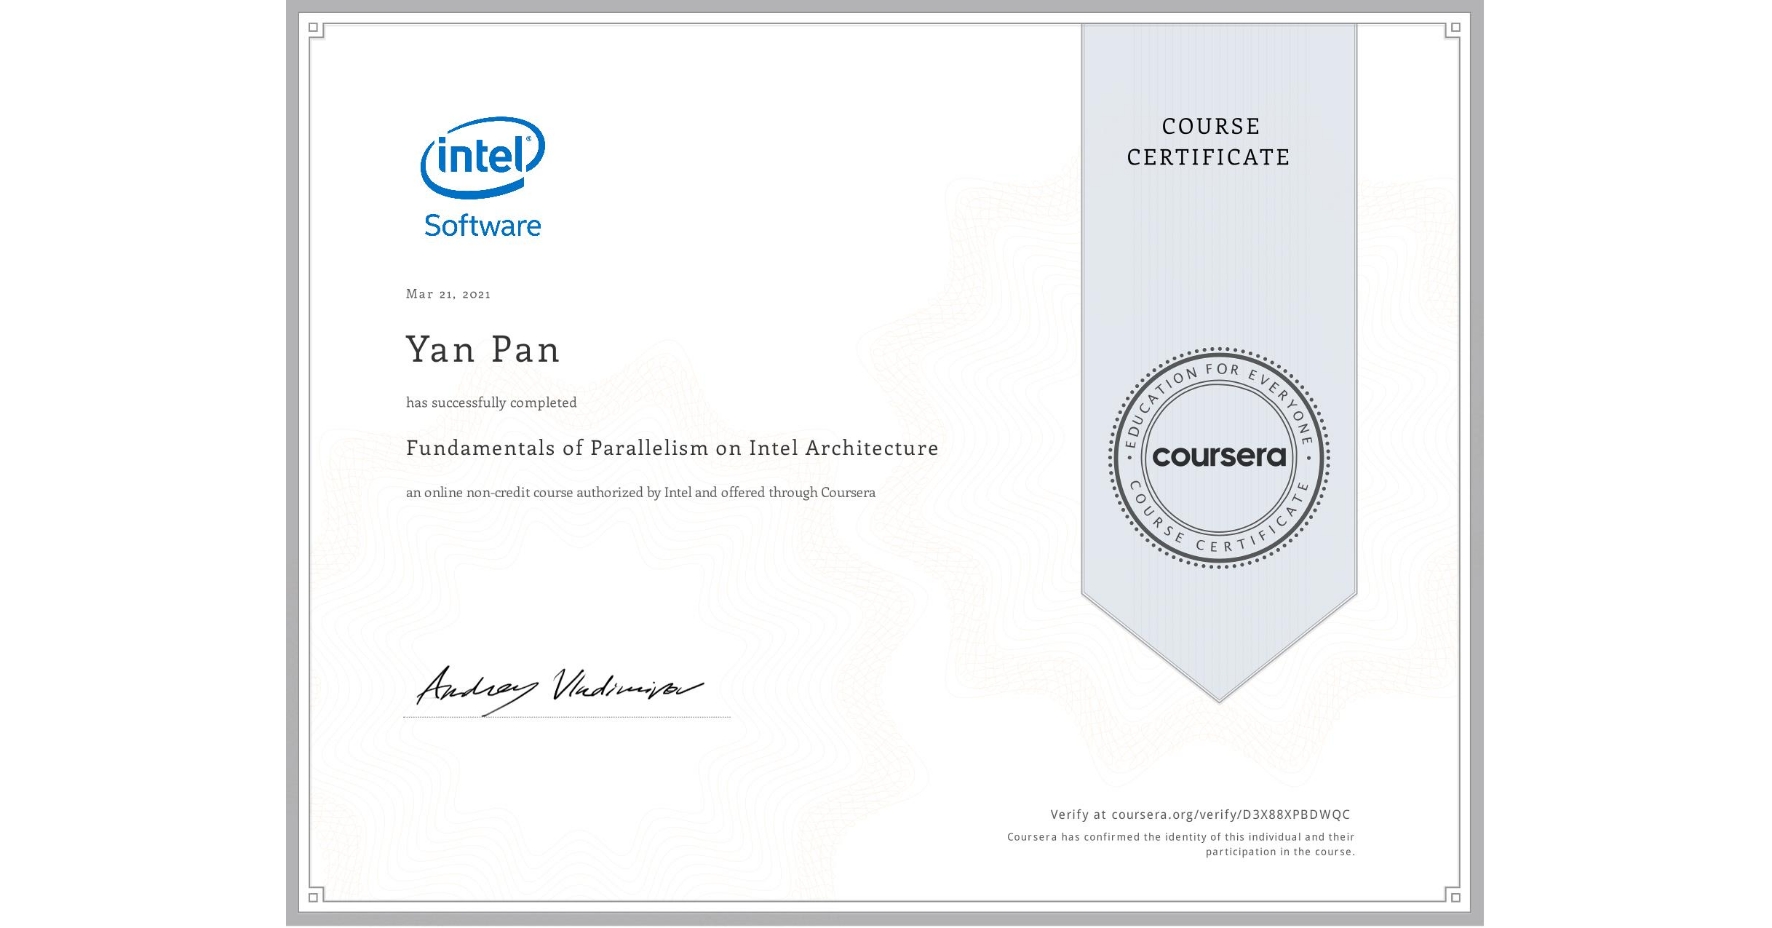 intel®
Software
COURSE
CERTIFICATE
Mar 21, 2021
Yan Pan
has successfully completed
Fundamentals of Parallelism on Intel Architecture
an online non-credit course authorized by Intel and offered through Coursera
EDUCATION FOR EVERYONE
coursera
COURSE CERTIFICATE
Andrey Vladimirov
Verify at coursera.org/verify/D3X88XPBDWQC
Coursera has confirmed the identity of this individual and their
participation in the course.